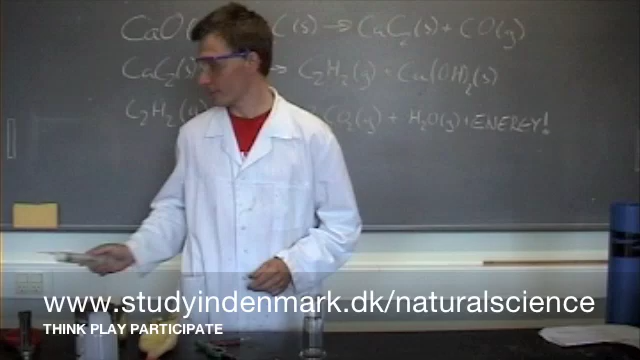 CaO( C(s) → CaC₂(s) + CO(g)
CaC₂(s) → C₂H₂(g) + Ca(OH)₂(s)
C₂H₂(g) CO₂(g) + H₂O(g) + ENERGY!
www.studyindenmark.dk/naturalscience
THINK PLAY PARTICIPATE